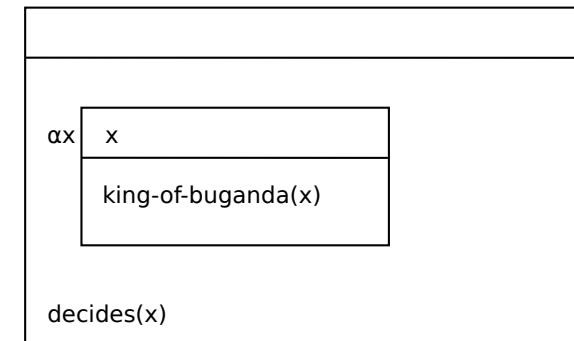 αx x
king-of-buganda(x)
decides(x)